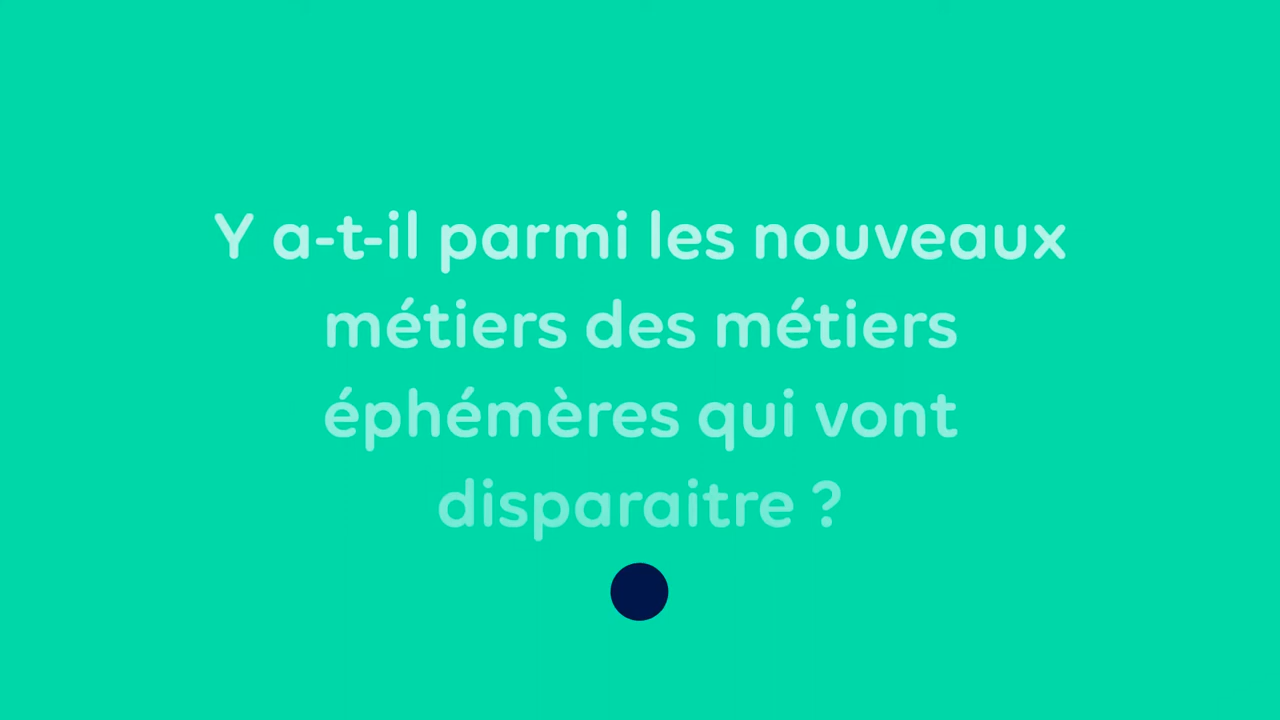 Y a-t-il parmi les nouveaux
métiers des métiers
éphémères qui vont
disparaitre ?